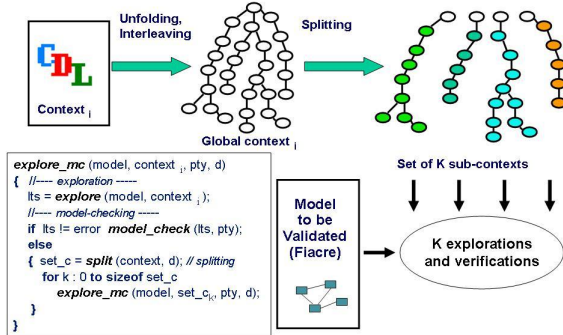 Unfolding,
Interleaving
Splitting
CDL
Context i
Global context i
Set of K sub-contexts
explore_mc (model, context i, pty, d)
{ //---- exploration -----
lts = explore (model, context i );
//---- model-checking -----
if lts != error model_check (lts, pty);
else
{ set_c = split (context, d); // splitting
for k : 0 to sizeof set_c
explore_mc (model, set_cK, pty, d);
}
}
Model
to be
Validated
(Fiacre)
K explorations
and verifications